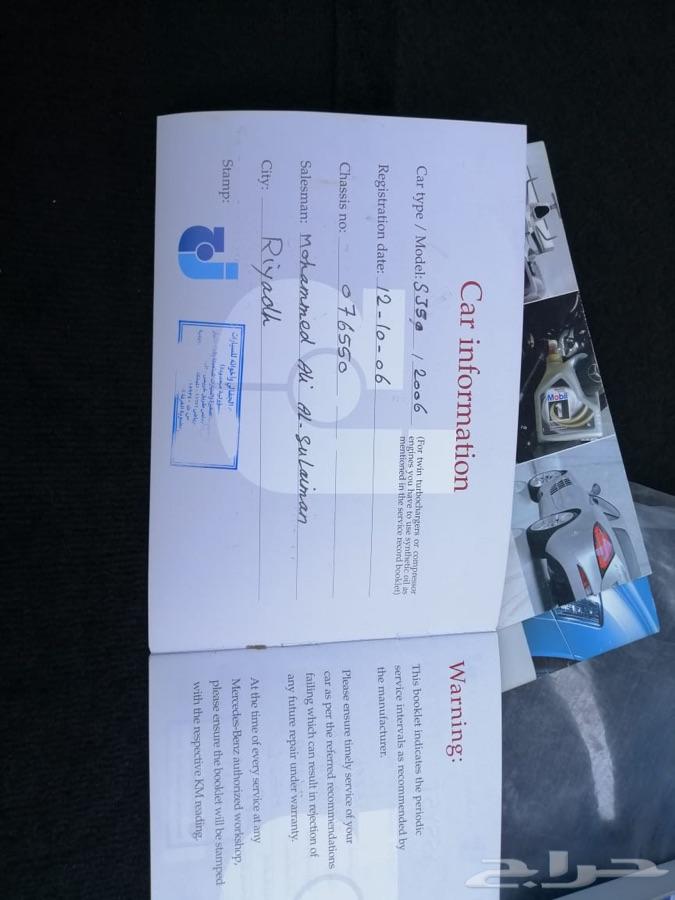 Car information
Car type / Model: S350 / 2006
(For twin turbochargers or compressor
engines you have to use synthetic oil as
mentioned in the service record booklet)
Registration date: 12-10-06
Chassis no: 076550
Salesman: Mohammed Ali AL-Sulaiman
City: Riyadh
Stamp:
الجفالي وإخوانه للسيارات
Warning:
This booklet indicates the periodic
service intervals as recommended by
the manufacturer.
Please ensure timely service of your
car as per the referred recommendations
failing which can result in rejection of
any future repair under warranty.
At the time of every service at any
Mercedes-Benz authorized workshop,
please ensure the booklet will be stamped
with the respective KM reading.
Mobil
حراج